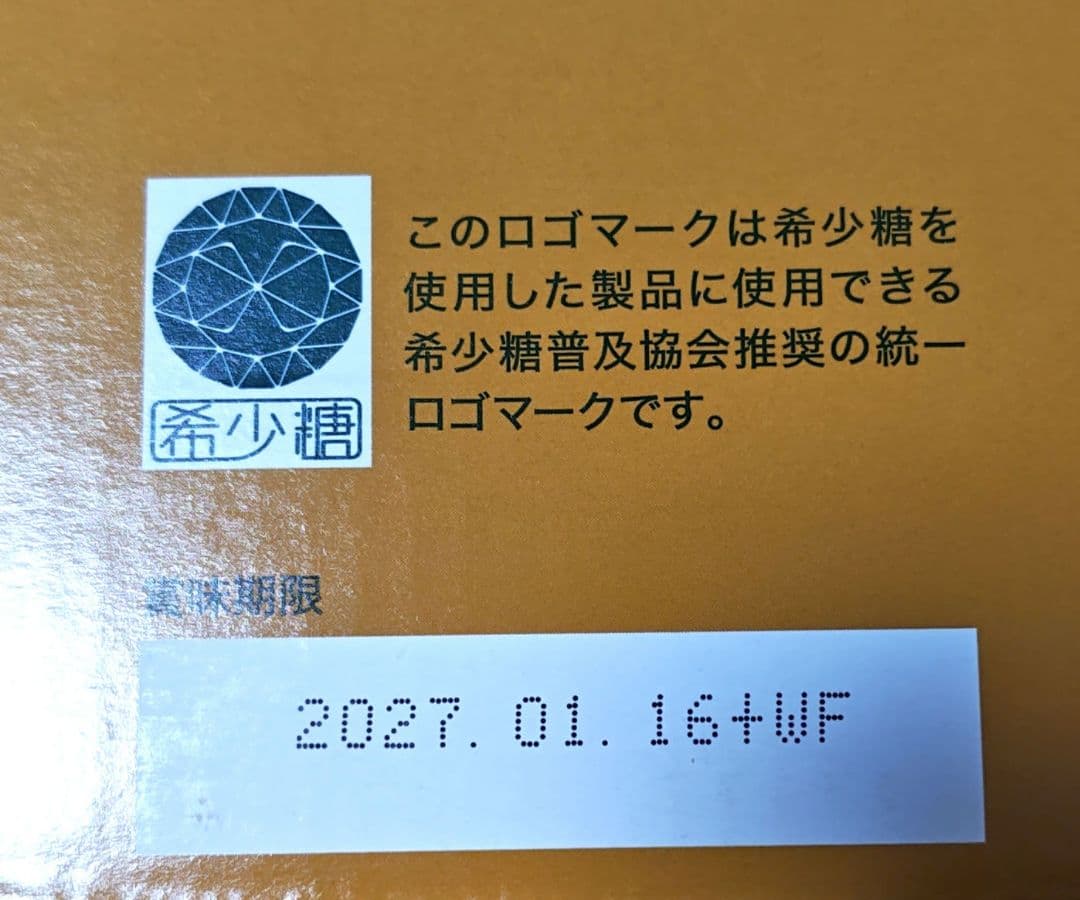 このロゴマークは希少糖を
使用した製品に使用できる
希少糖普及協会推奨の統一
ロゴマークです。
希少糖
賞味期限
2027.01.16+WF